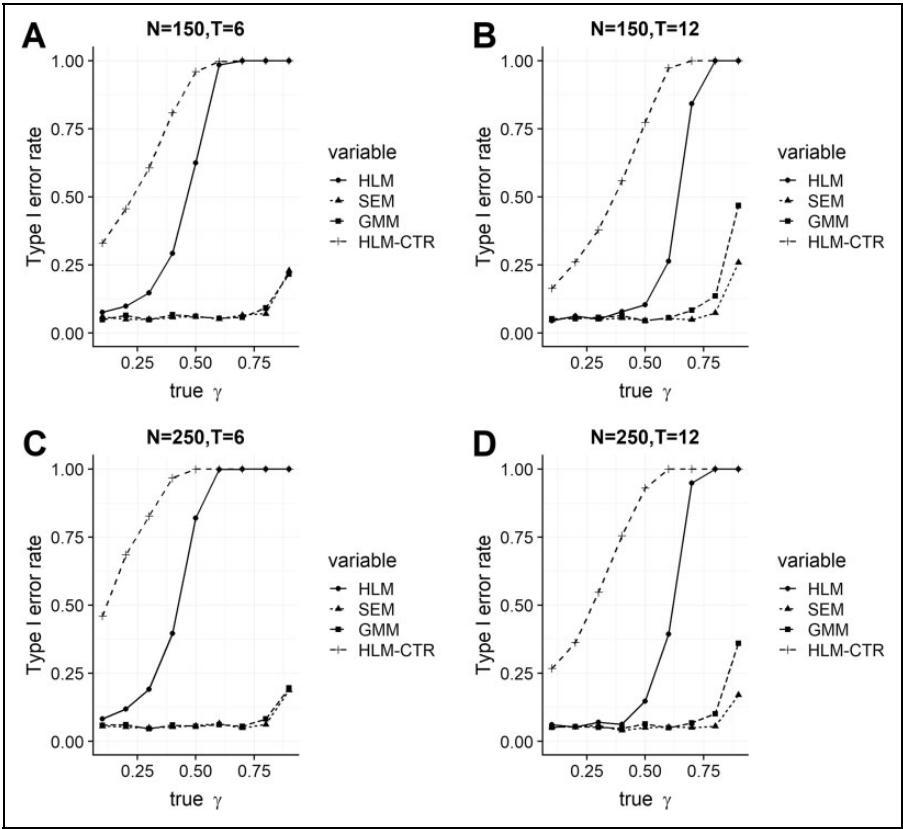 A
N=150,T=6
Type I error rate
1.00
0.75
0.50
0.25
0.00
0.25 0.50 0.75
true γ
variable
HLM
SEM
GMM
HLM-CTR
B
N=150,T=12
Type I error rate
1.00
0.75
0.50
0.25
0.00
0.25 0.50 0.75
true γ
variable
HLM
SEM
GMM
HLM-CTR
C
N=250,T=6
Type I error rate
1.00
0.75
0.50
0.25
0.00
0.25 0.50 0.75
true γ
variable
HLM
SEM
GMM
HLM-CTR
D
N=250,T=12
Type I error rate
1.00
0.75
0.50
0.25
0.00
0.25 0.50 0.75
true γ
variable
HLM
SEM
GMM
HLM-CTR